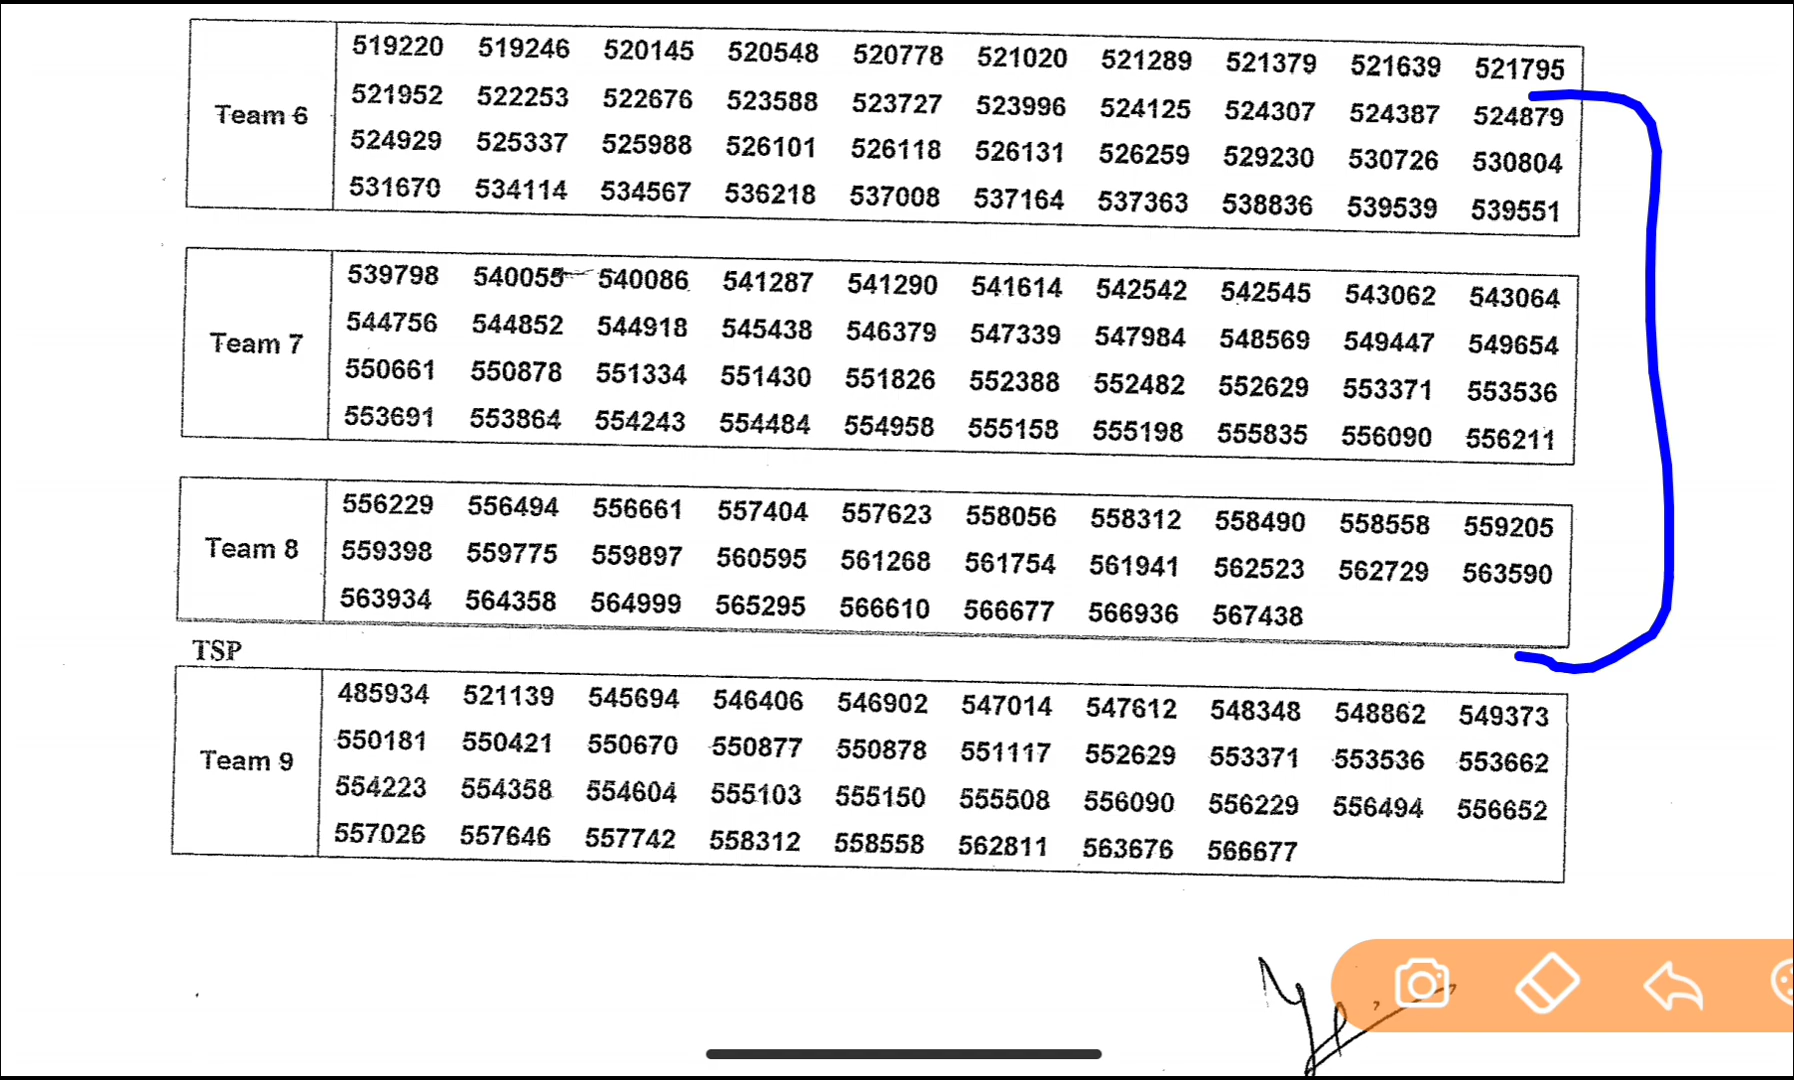 519220 519246 520145 520548 520778 521020 521289 521379 521639 521795
Team 6
521952 522253 522676 523588 523727 523996 524125 524307 524387 524879
524929 525337 525988 526101 526118 526131 526259 529230 530726 530804
531670 534114 534567 536218 537008 537164 537363 538836 539539 539551
539798 540055 540086 541287 541290 541614 542542 542545 543062 543064
Team 7
544756 544852 544918 545438 546379 547339 547984 548569 549447 549654
550661 550878 551334 551430 551826 552388 552482 552629 553371 553536
553691 553864 554243 554484 554958 555158 555198 555835 556090 556211
556229 556494 556661 557404 557623 558056 558312 558490 558558 559205
Team 8
559398 559775 559897 560595 561268 561754 561941 562523 562729 563590
563934 564358 564999 565295 566610 566677 566936 567438
TSP
485934 521139 545694 546406 546902 547014 547612 548348 548862 549373
Team 9
550181 550421 550670 550877 550878 551117 552629 553371 553536 553662
554223 554358 554604 555103 555150 555508 556090 556229 556494 556652
557026 557646 557742 558312 558558 562811 563676 566677